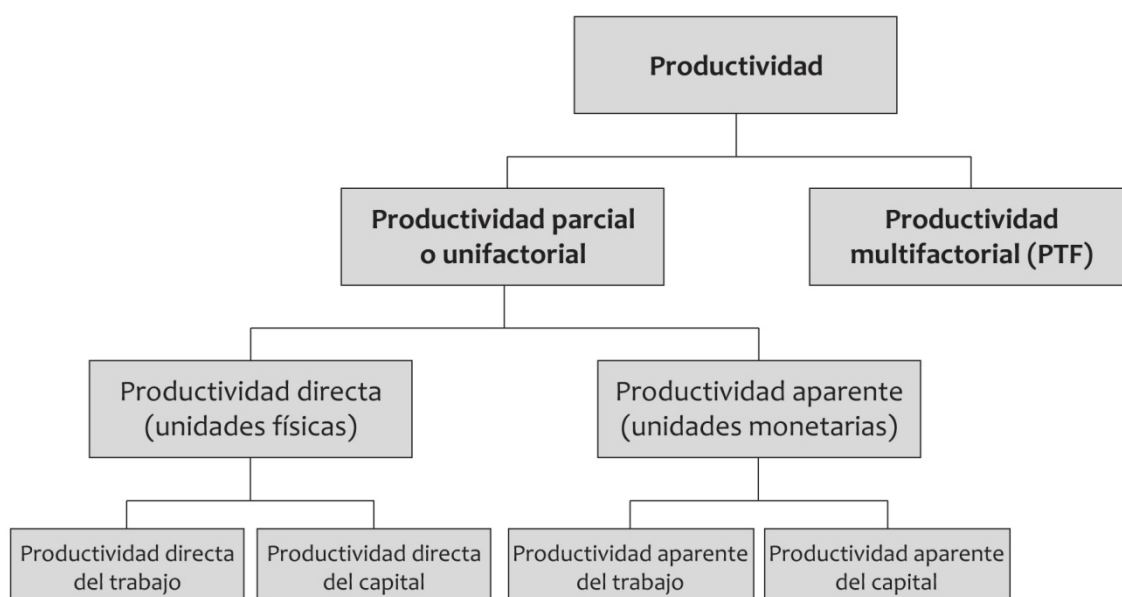 Productividad
Productividad parcial
o unifactorial
Productividad
multifactorial (PTF)
Productividad directa
(unidades físicas)
Productividad aparente
(unidades monetarias)
Productividad directa
del trabajo
Productividad directa
del capital
Productividad aparente
del trabajo
Productividad aparente
del capital